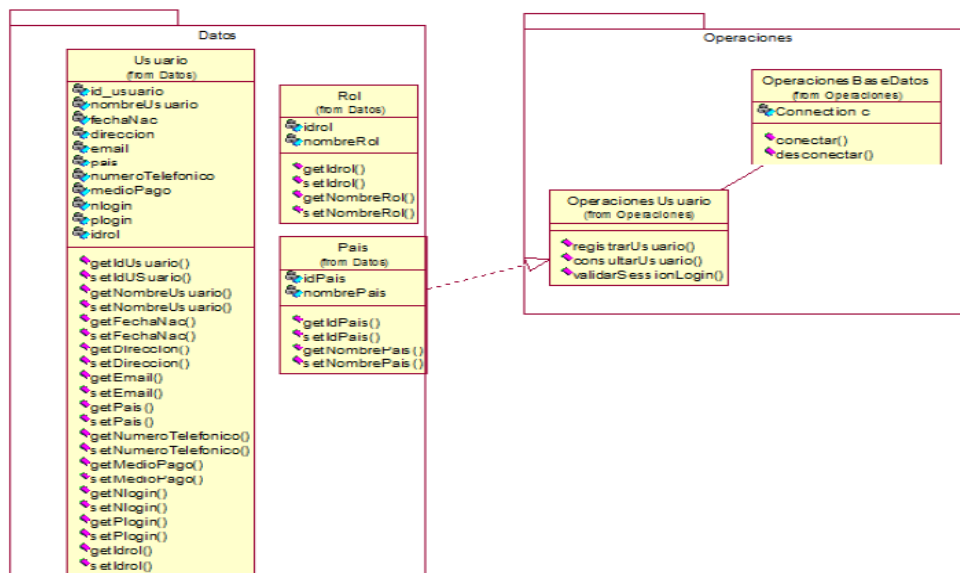 Datos
Usuario
(from Datos)
id_usuario
nombreUsuario
fechaNac
direccion
email
pais
numeroTelefonico
medioPago
nlogin
plogin
idrol
getIdUsuario()
setIdUSuario()
getNombreUsuario()
setNombreUsuario()
getFechaNac()
setFechaNac()
getDireccion()
setDireccion()
getEmail()
setEmail()
getPais()
setPais()
getNumeroTelefonico()
setNumeroTelefonico()
getMedioPago()
setMedioPago()
getNlogin()
setNlogin()
getPlogin()
setPlogin()
getIdrol()
setIdrol()
Rol
(from Datos)
idrol
nombreRol
getIdrol()
setIdrol()
getNombreRol()
setNombreRol()
Pais
(from Datos)
idPais
nombrePais
getIdPais()
setIdPais()
getNombrePais()
setNombrePais()
Operaciones
OperacionesBaseDatos
(from Operaciones)
Connection c
conectar()
desconectar()
OperacionesUsuario
(from Operaciones)
registrarUsuario()
consultarUsuario()
validarSessionLogin()